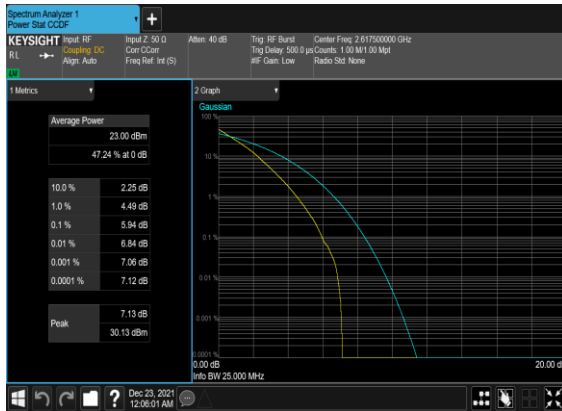 Spectrum Analyzer 1
Power Stat CCDF
+
KEYSIGHT
RL
LXI
Input: RF
Coupling: DC
Align: Auto
Input Z: 50 Ω
Corr CCorr
Freq Ref: Int (S)
Atten: 40 dB
Trig: RF Burst
Trig Delay: 500.0 µs
#IF Gain: Low
Center Freq: 2.617500000 GHz
Counts: 1.00 M/1.00 Mpt
Radio Std: None
1 Metrics
Average Power
23.00 dBm
47.24 % at 0 dB
10.0 % 2.25 dB
1.0 % 4.49 dB
0.1 % 5.94 dB
0.01 % 6.84 dB
0.001 % 7.06 dB
0.0001 % 7.12 dB
Peak
7.13 dB
30.13 dBm
2 Graph
Gaussian
100 %
10 %
1 %
0.1 %
0.01 %
0.001 %
0.0001 %
0.00 dB
20.00 d
Info BW 25.000 MHz
?
Dec 23, 2021
12:06:01 AM